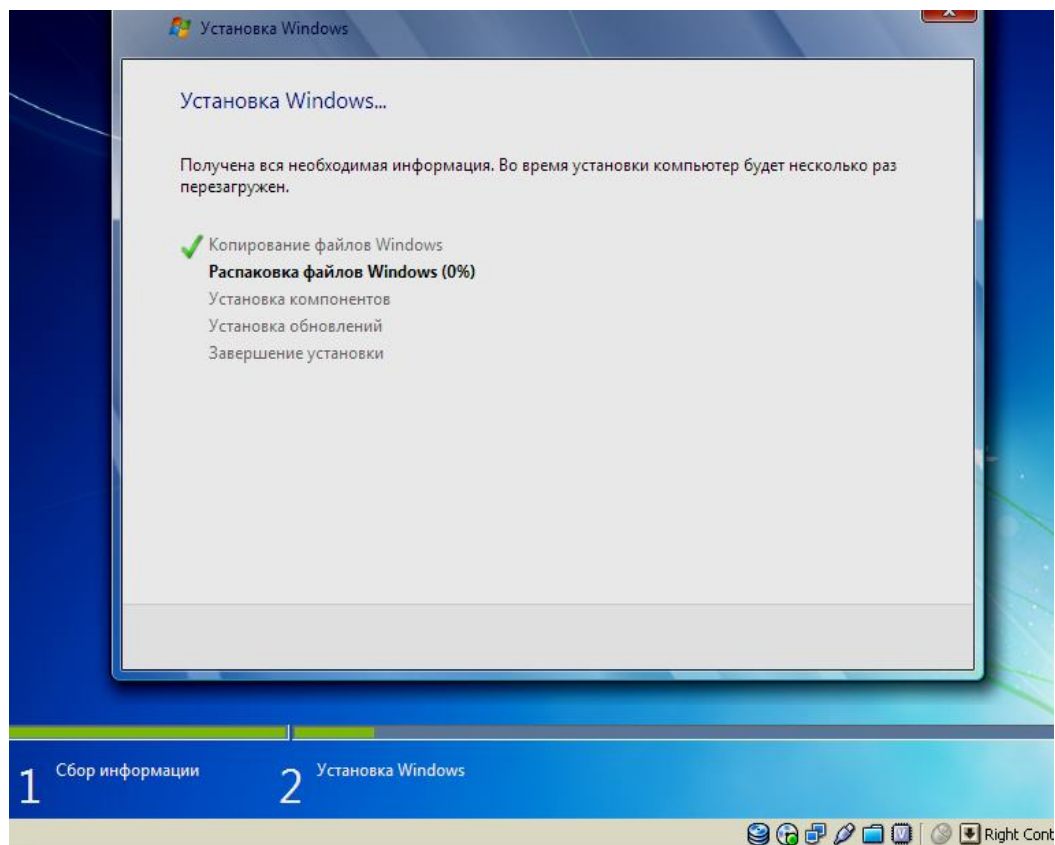 Установка Windows
Установка Windows...
Получена вся необходимая информация. Во время установки компьютер будет несколько раз
перезагружен.
Копирование файлов Windows
Распаковка файлов Windows (0%)
Установка компонентов
Установка обновлений
Завершение установки
1 Сбор информации 2 Установка Windows
Right Cont